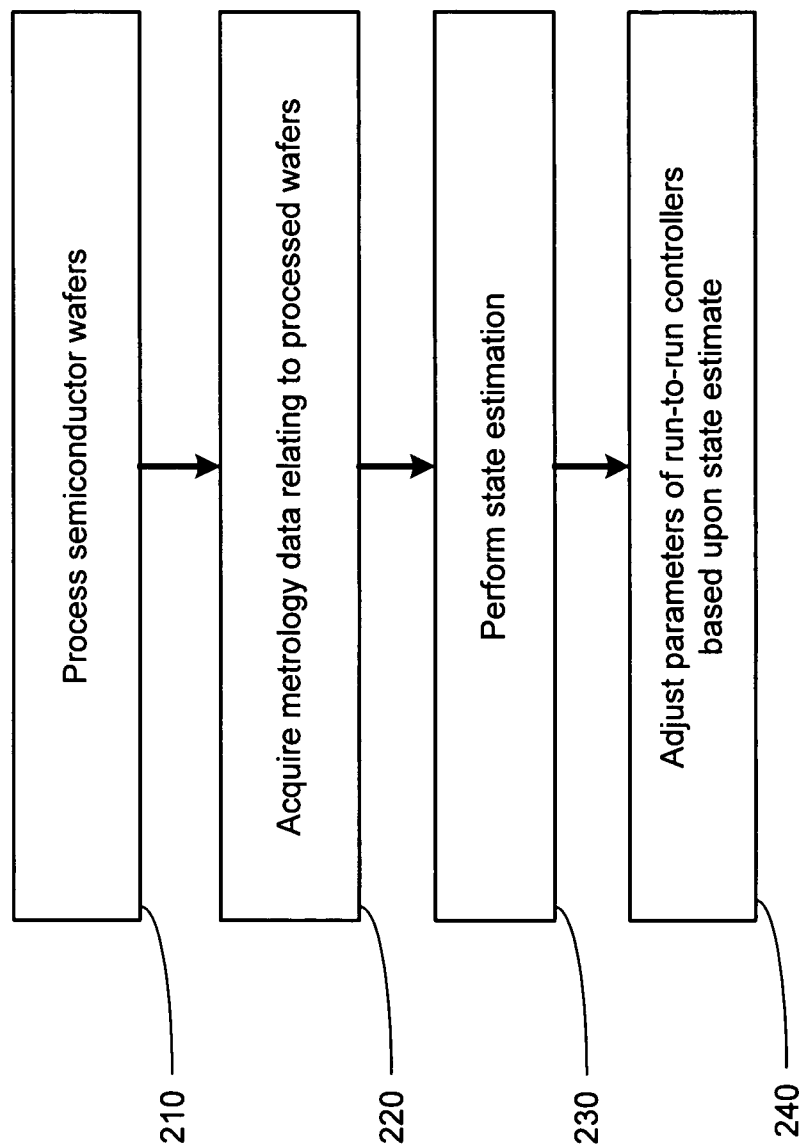 Process semiconductor wafers
210
Acquire metrology data relating to processed wafers
220
Perform state estimation
230
Adjust parameters of run-to-run controllers
based upon state estimate
240